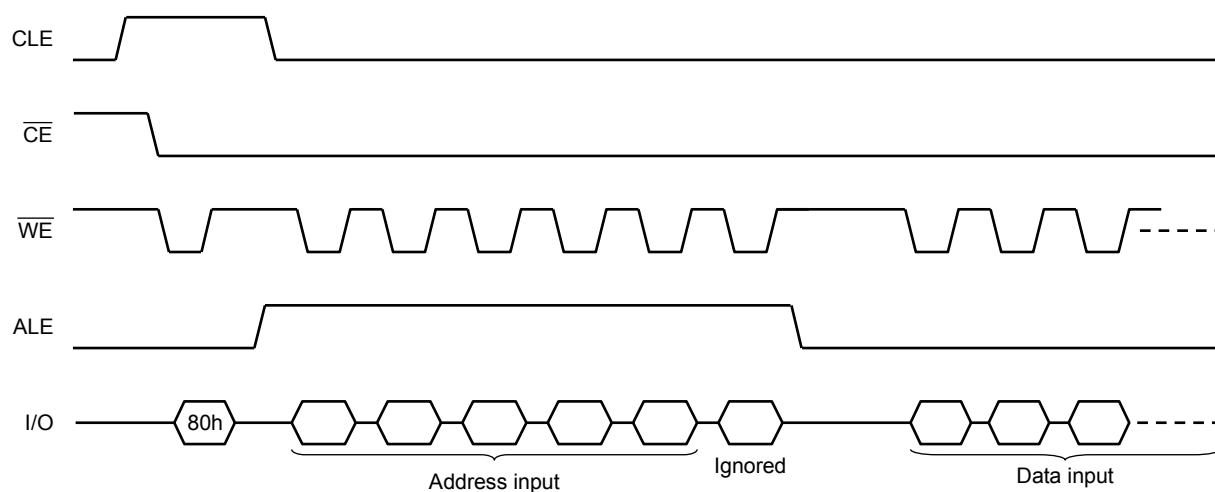 CLE
CE
WE
ALE
I/O
80h
Address input
Ignored
Data input